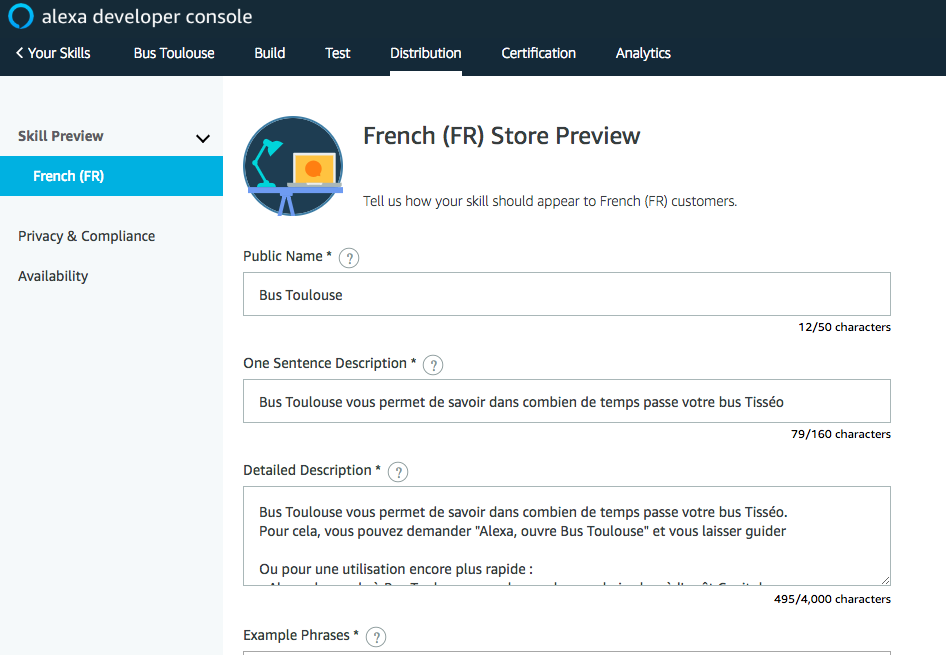 alexa developer console
Your Skills Bus Toulouse Build Test Distribution Certification Analytics
Skill Preview
French (FR)
Privacy & Compliance
Availability
French (FR) Store Preview
Tell us how your skill should appear to French (FR) customers.
Public Name * ?
Bus Toulouse
12/50 characters
One Sentence Description * ?
Bus Toulouse vous permet de savoir dans combien de temps passe votre bus Tisséo
79/160 characters
Detailed Description * ?
Bus Toulouse vous permet de savoir dans combien de temps passe votre bus Tisséo.
Pour cela, vous pouvez demander "Alexa, ouvre Bus Toulouse" et vous laisser guider
Ou pour une utilisation encore plus rapide :
495/4,000 characters
Example Phrases * ?